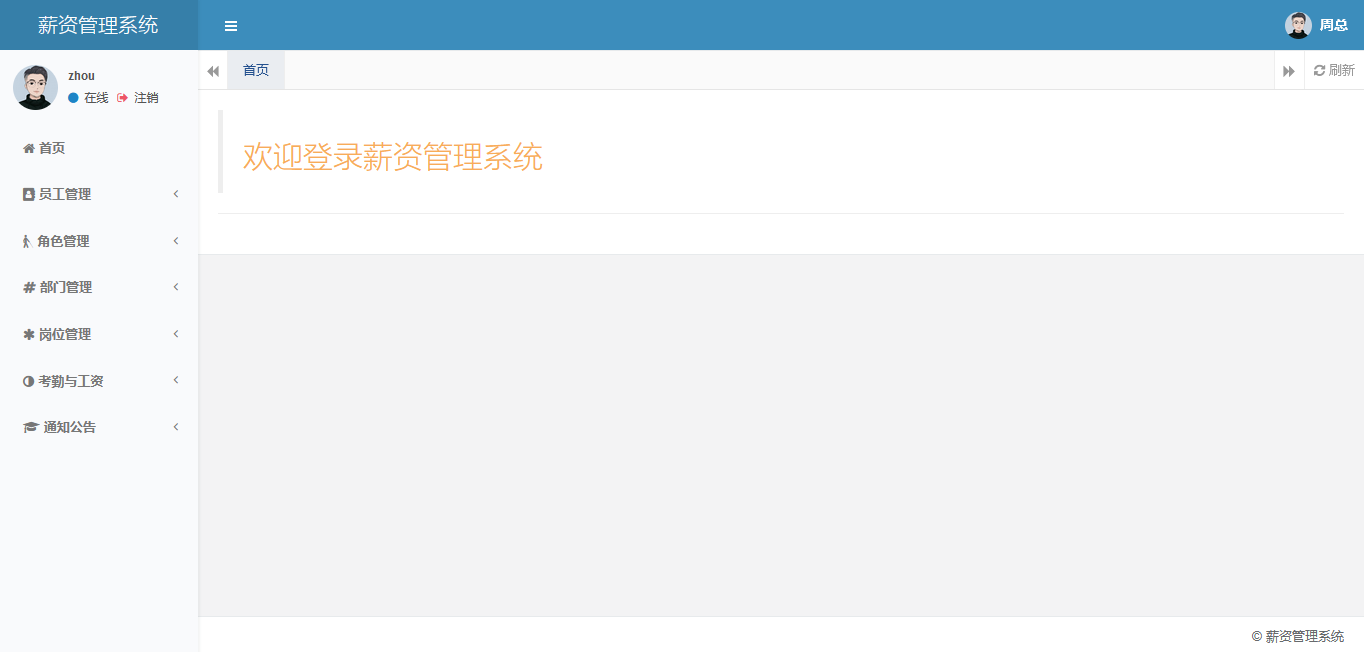 薪资管理系统
周总
zhou
在线 注销
首页 刷新
首页
员工管理
角色管理
部门管理
岗位管理
考勤与工资
通知公告
欢迎登录薪资管理系统
© 薪资管理系统